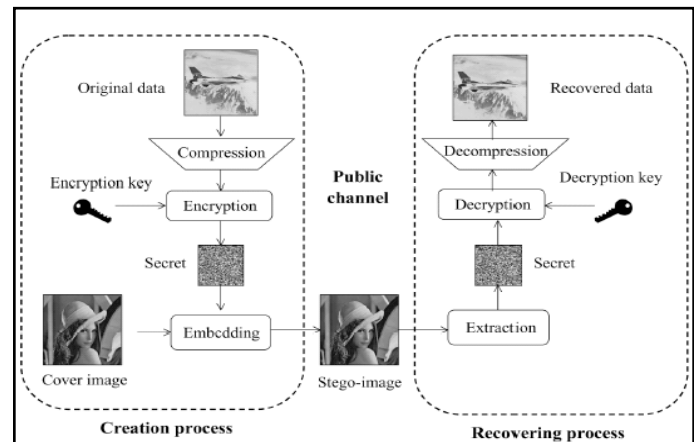 Original data
Compression
Encryption key
Encryption
Secret
Embedding
Cover image
Creation process
Public
channel
Stego-image
Recovered data
Decompression
Decryption key
Decryption
Secret
Extraction
Recovering process